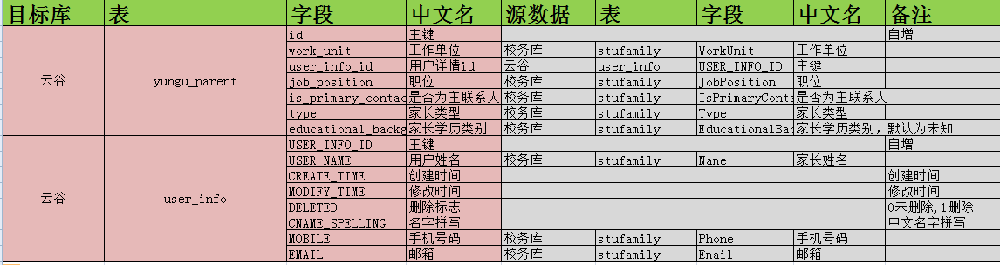 目标库 表 字段 中文名 源数据 表 字段 中文名 备注
id 主键 自增
work_unit 工作单位 校务库 stufamily WorkUnit 工作单位
user_info_id 用户详情id 云谷 user_info USER_INFO_ID 主键
云谷 yungu_parent job_position 职位 校务库 stufamily JobPosition 职位
is_primary_contac 是否为主联系人 校务库 stufamily IsPrimaryConta 是否为主联系人
type 家长类型 校务库 stufamily Type 家长类型
educational_backg 家长学历类别 校务库 stufamily EducationalBac 家长学历类别，默认为未知
USER_INFO_ID 主键 自增
USER_NAME 用户姓名 校务库 stufamily Name 家长姓名
CREATE_TIME 创建时间 创建时间
MODIFY_TIME 修改时间 修改时间
云谷 user_info DELETED 删除标志 0未删除,1删除
CNAME_SPELLING 名字拼写 中文名字拼写
MOBILE 手机号码 校务库 stufamily Phone 手机号码
EMAIL 邮箱 校务库 stufamily Email 邮箱